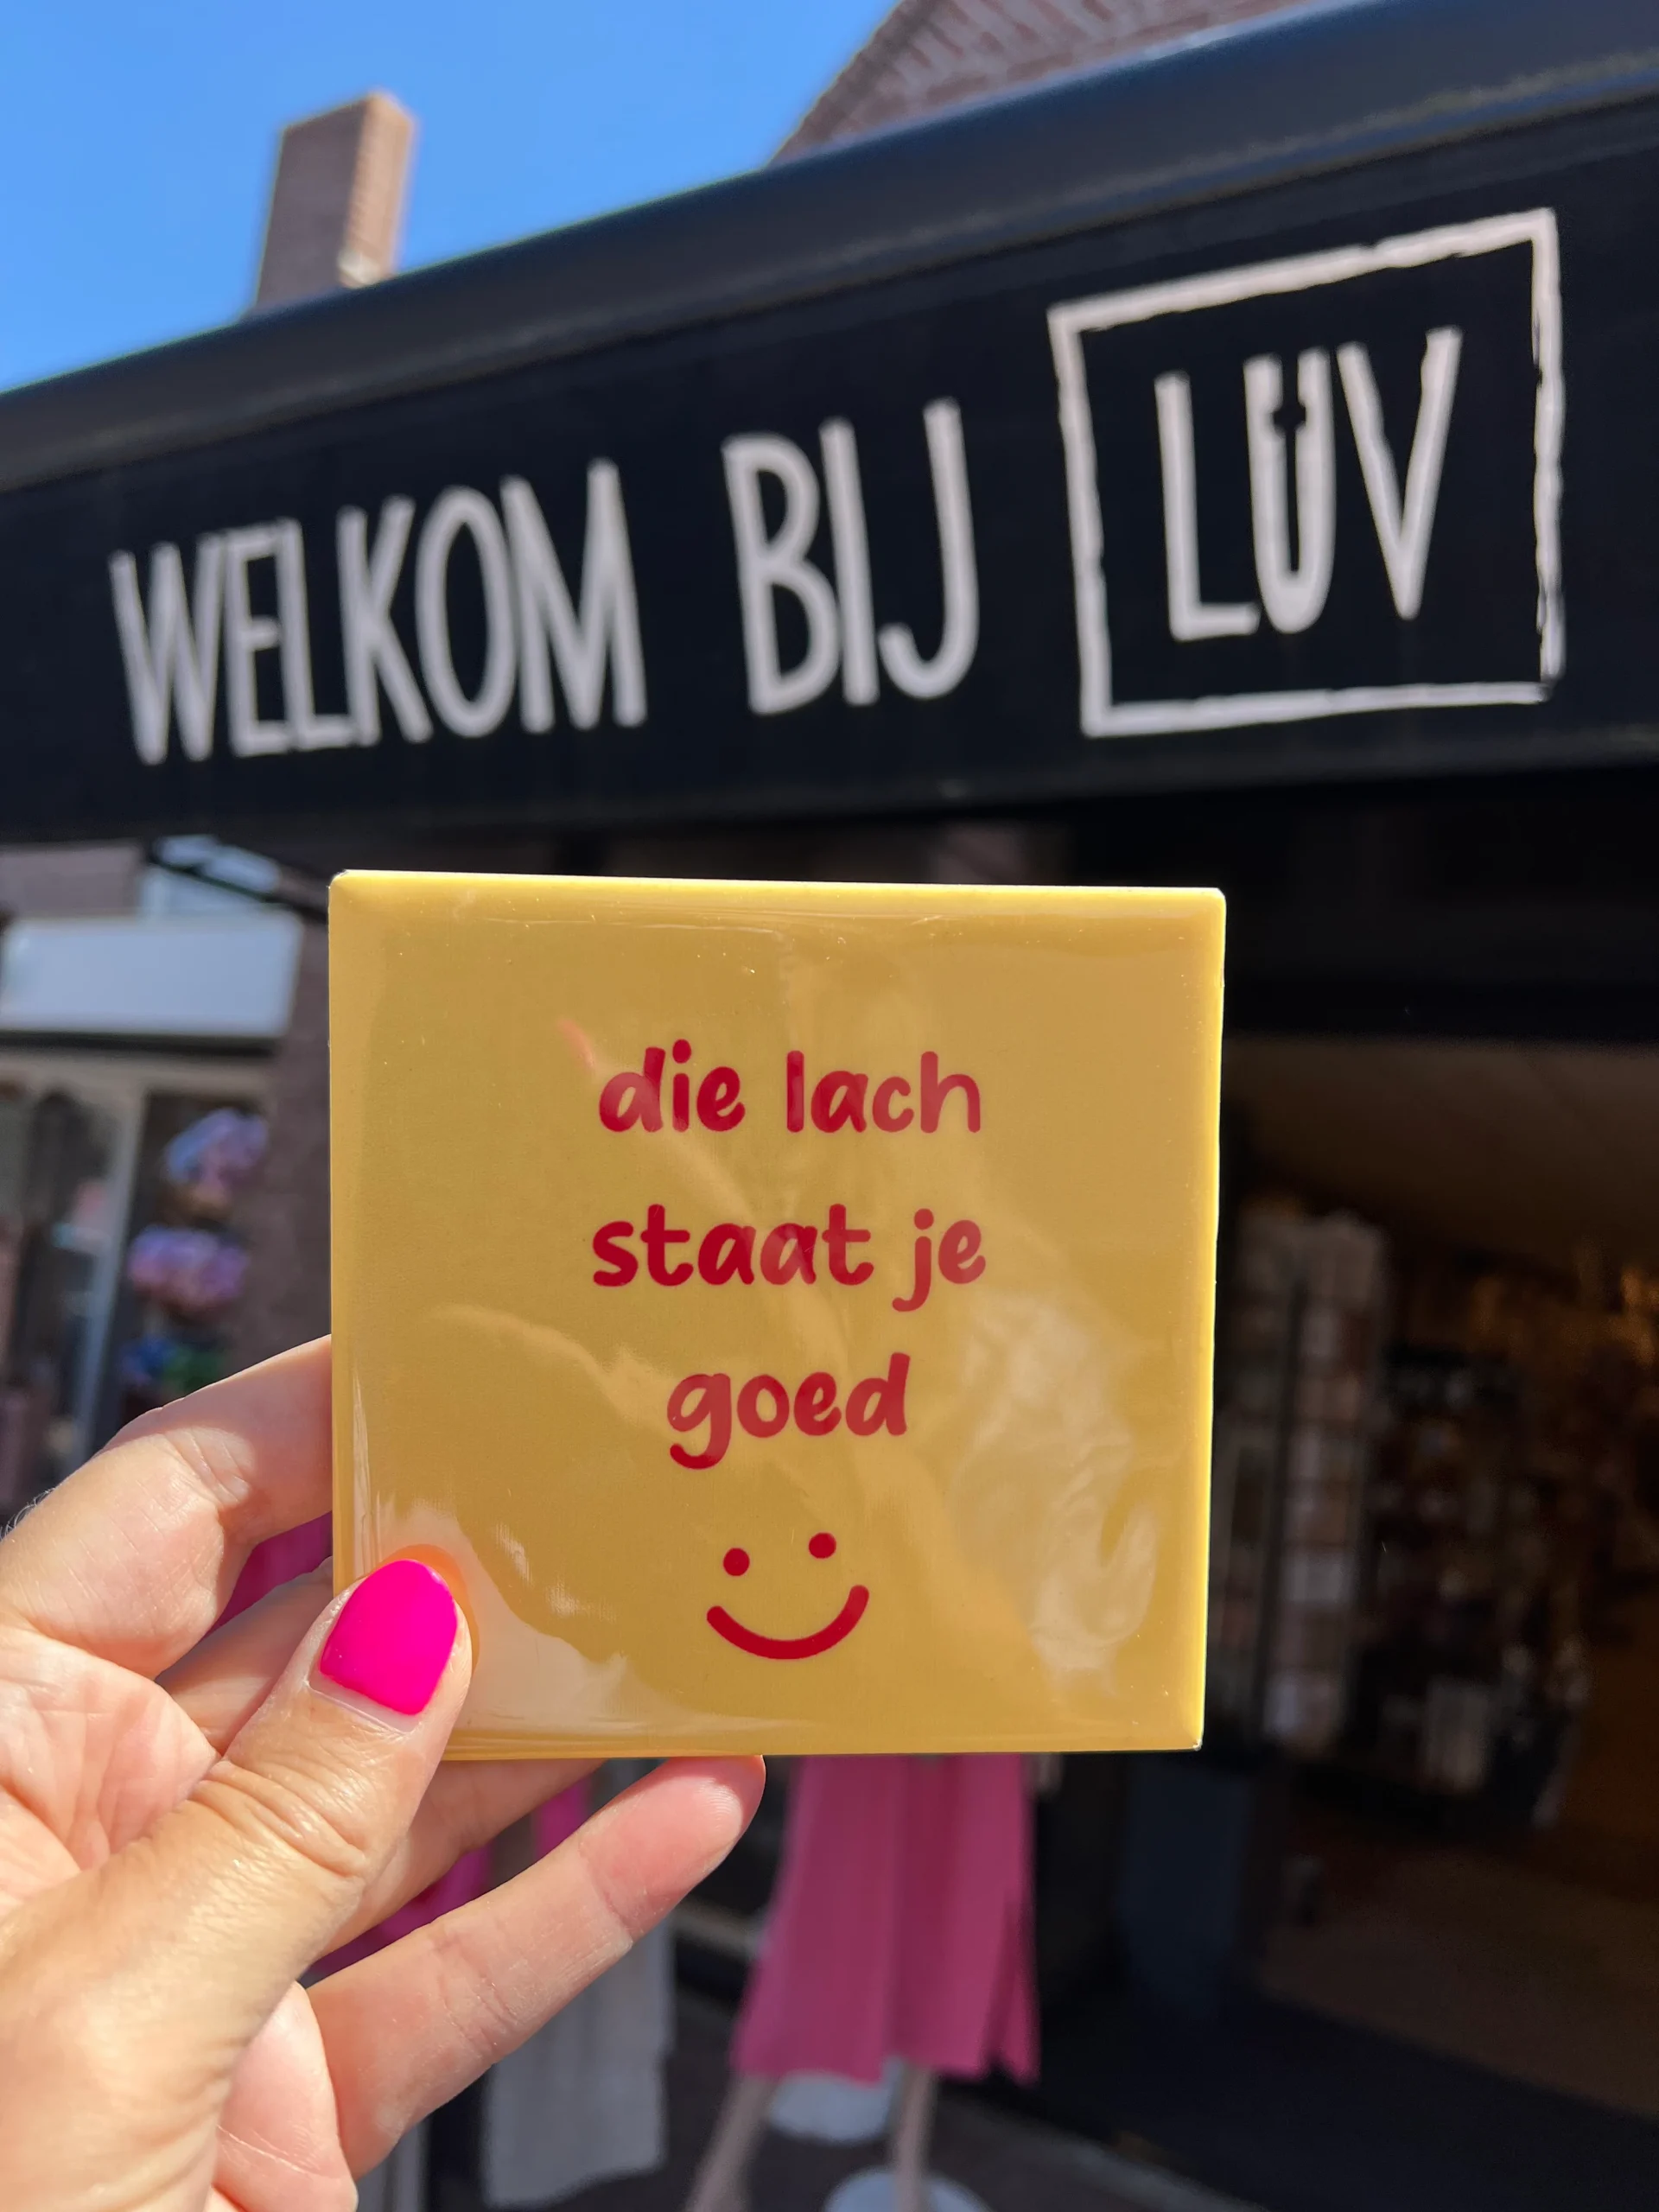 WELKOM BIJ LUV
die lach
staat je
goed